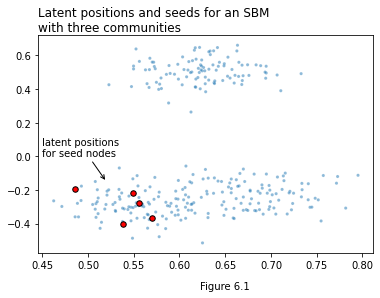 Latent positions and seeds for an SBM
with three communities
0.6
0.4
0.2
latent positions
for seed nodes
0.0
−0.2
−0.4
0.45 0.50 0.55 0.60 0.65 0.70 0.75 0.80
Figure 6.1